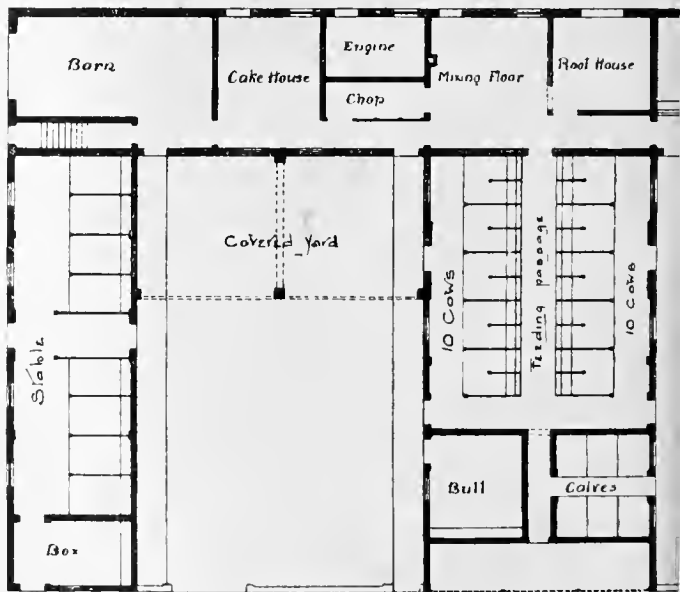 Barn
Cake House
Engine
Chop
Mixing Floor
Root House
Covered Yard
Stable
10 Cows
Feeding passage
10 Cows
Bull
Calves
Box